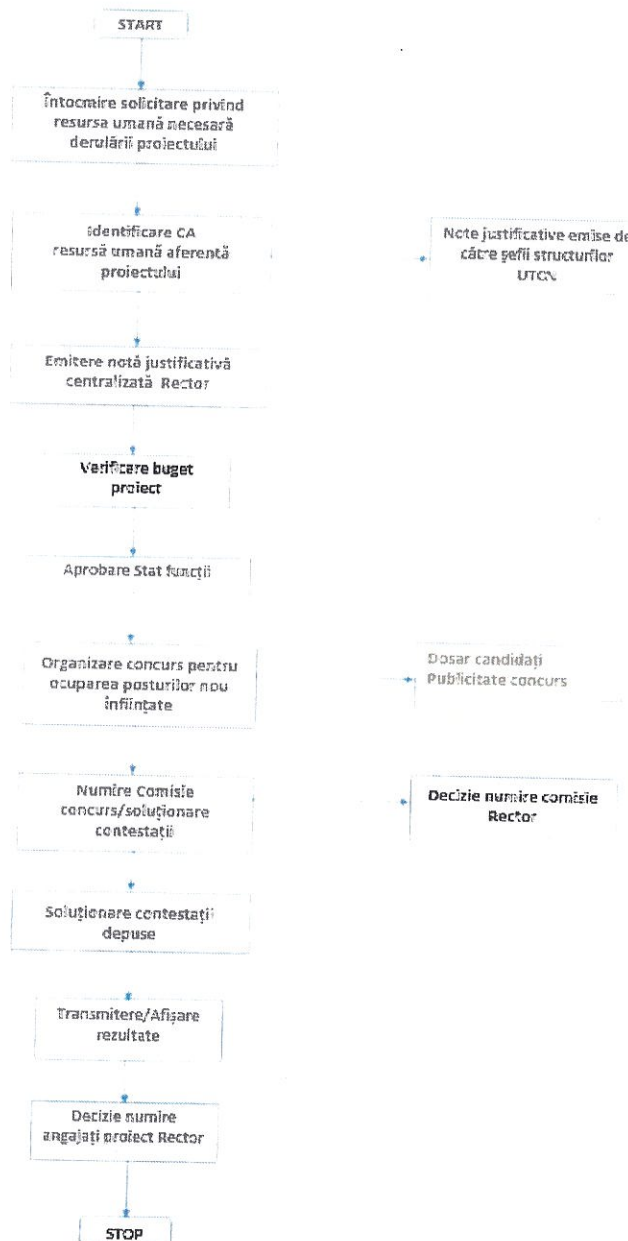 START
Întocmire solicitare privind
resursa umană necesară
derulării proiectului
Identificare CA
resursă umană aferentă
proiectului
Note justificative emise de
către șefii structurilor
UTCN
Emitere notă justificativă
centralizată Rector
Verificare buget
proiect
Aprobare Stat funcții
Organizare concurs pentru
ocuparea posturilor nou
înființate
Dosar candidați
Publicitate concurs
Numire Comisie
concurs/soluționare
contestații
Decizie numire comisie
Rector
Soluționare contestații
depuse
Transmitere/Afișare
rezultate
Decizie numire
angajați proiect Rector
STOP